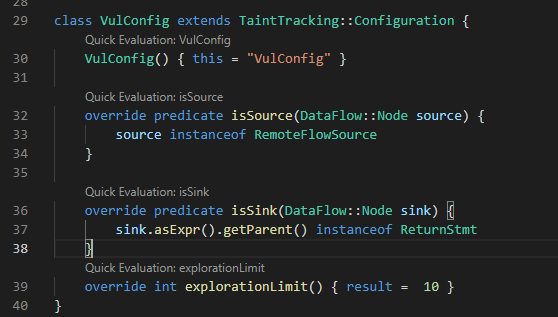 28
29 class VulConfig extends TaintTracking::Configuration {
Quick Evaluation: VulConfig
30 VulConfig() { this = "VulConfig" }
31
Quick Evaluation: isSource
32 override predicate isSource(DataFlow::Node source) {
33 source instanceof RemoteFlowSource
34 }
35
Quick Evaluation: isSink
36 override predicate isSink(DataFlow::Node sink) {
37 sink.asExpr().getParent() instanceof ReturnStmt
38 }
Quick Evaluation: explorationLimit
39 override int explorationLimit() { result =  10 }
40 }